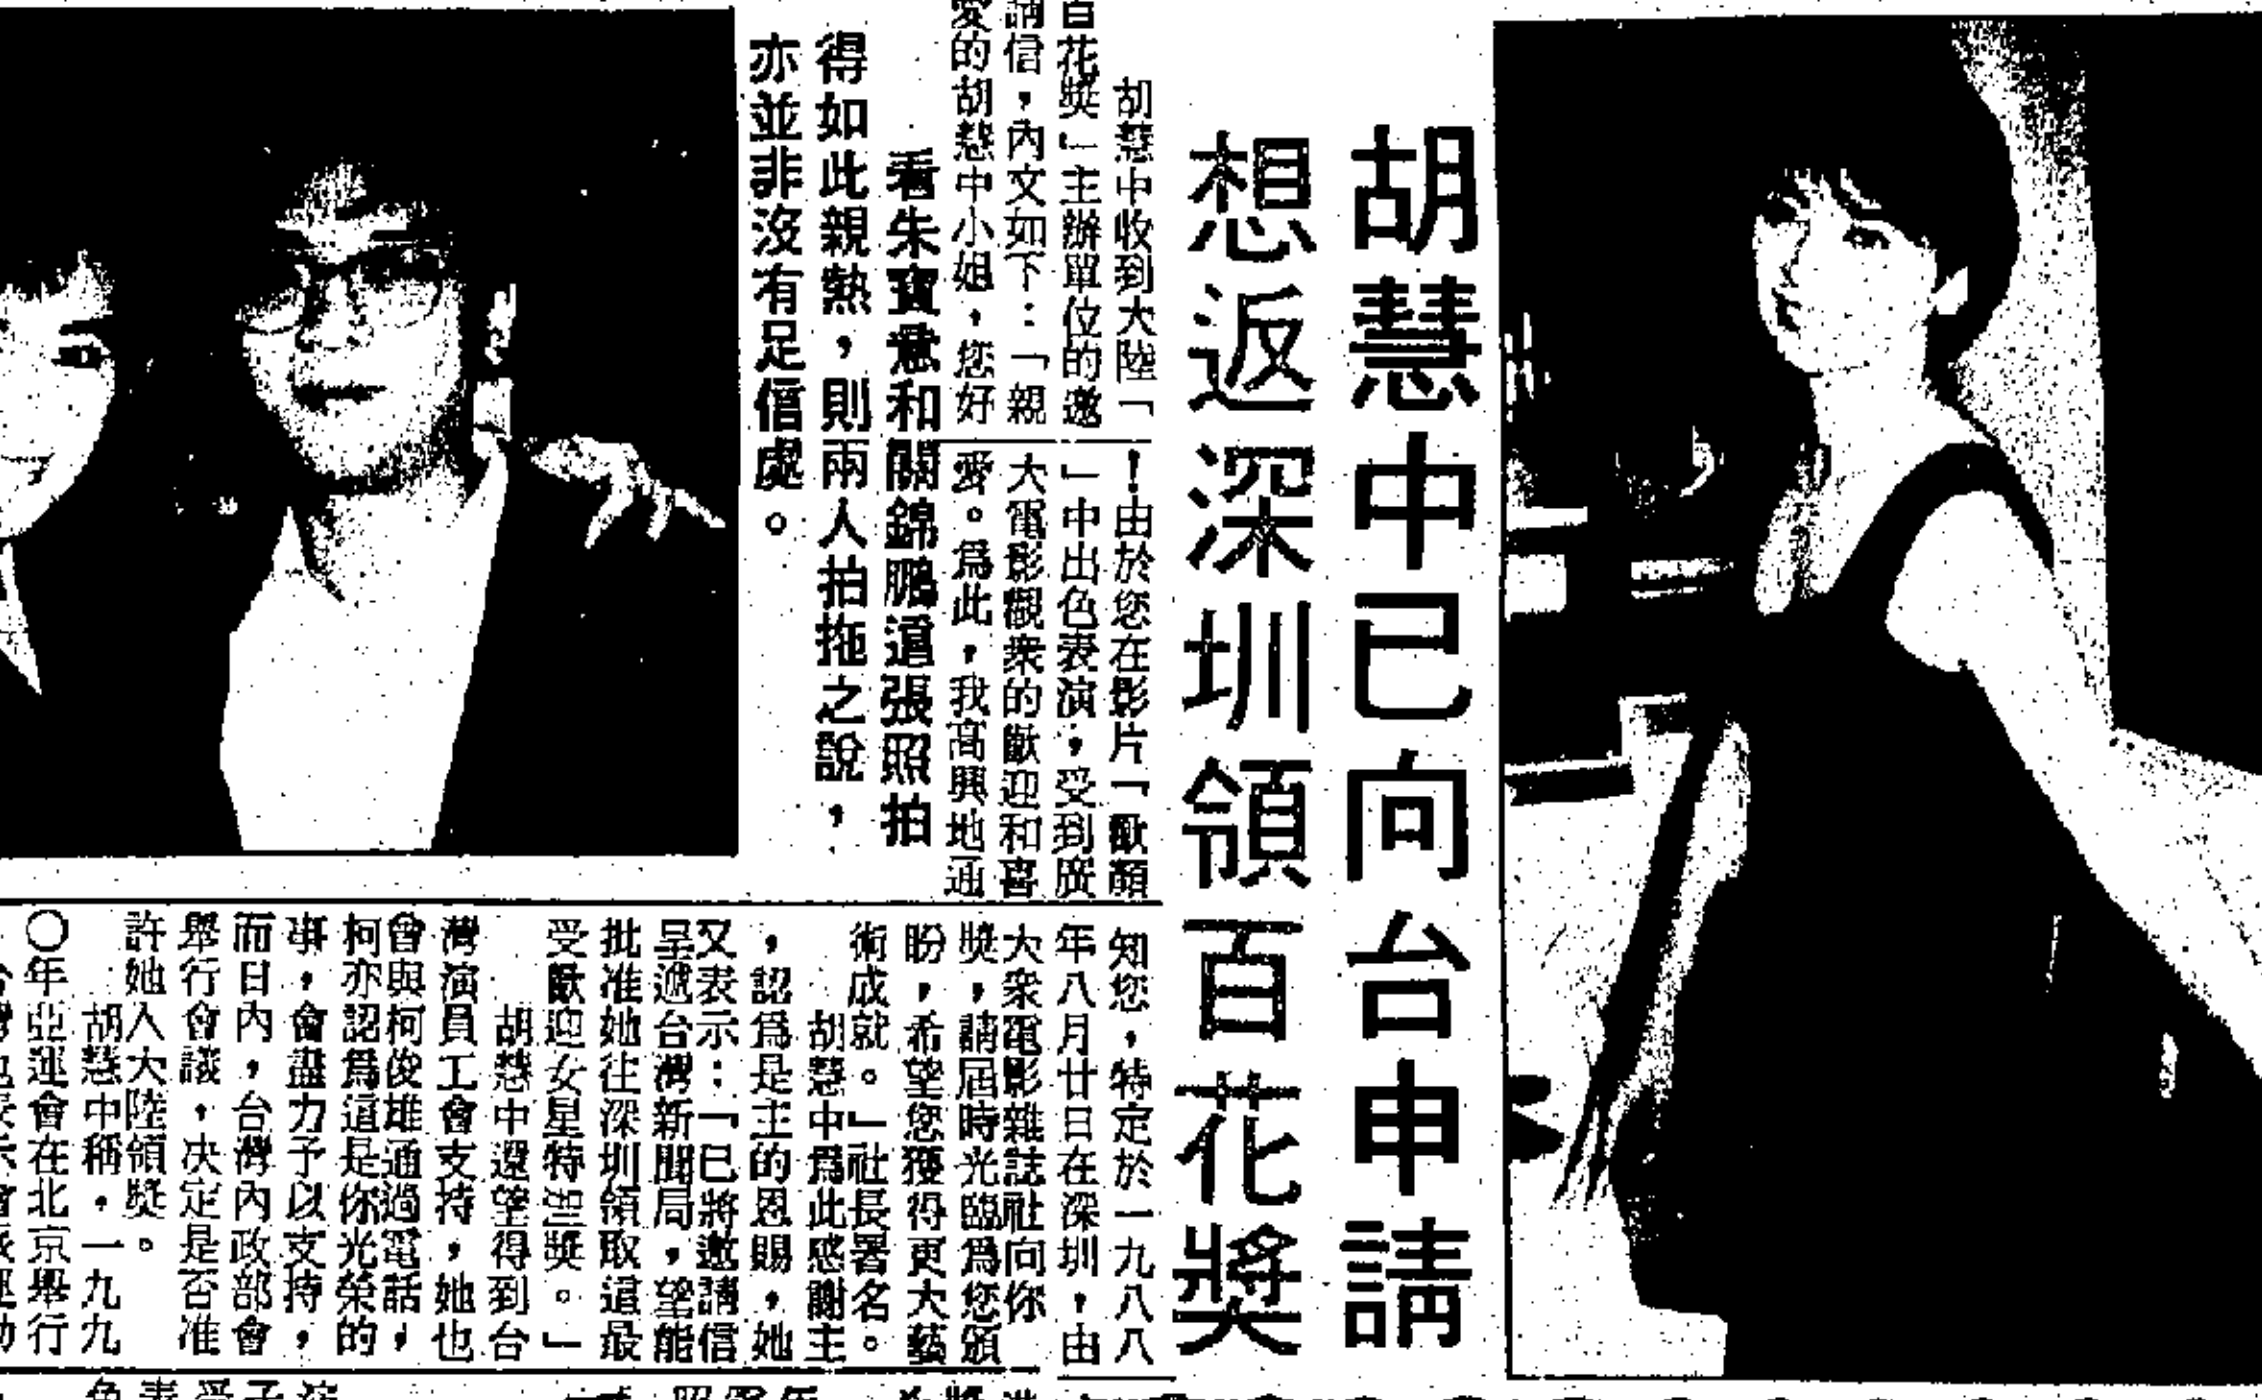 胡慧中已向台申請
想返深圳領百花獎
胡慧中收到大陸「
百花獎」主辦單位的邀
請信，內文如下：「親
愛的胡慧中小姐，您好
！由於您在影片「歡顏
」中出色表演，受到廣
大電影觀衆的歡迎和喜
愛。爲此，我高興地通
知您，特定於一九八八
年八月廿日在深圳，由
大衆電影雜誌社向你
獎，請屆時光臨爲您頒
盼，希望您獲得更大藝
術成就。」社長署名。
胡慧中爲此感謝主
，認爲是主的恩賜，她
又表示：「已將邀請信
呈遞台灣新聞局，望能
批准她往深圳領取這最
受歡迎女星特別獎。」
胡慧中還望得到台
灣演員工會支持，她也
曾與柯俊雄通過電話，
柯亦認爲這是你光榮的
事，會盡力予以支持，
而日內，台灣內政部會
舉行會議，決定是否准
許她入大陸領獎。
胡慧中稱，一九九
〇年亞運會在北京舉行
看朱寶意和關錦鵬這張照拍
得如此親熱，則兩人拍拖之說，
亦並非沒有足信處。